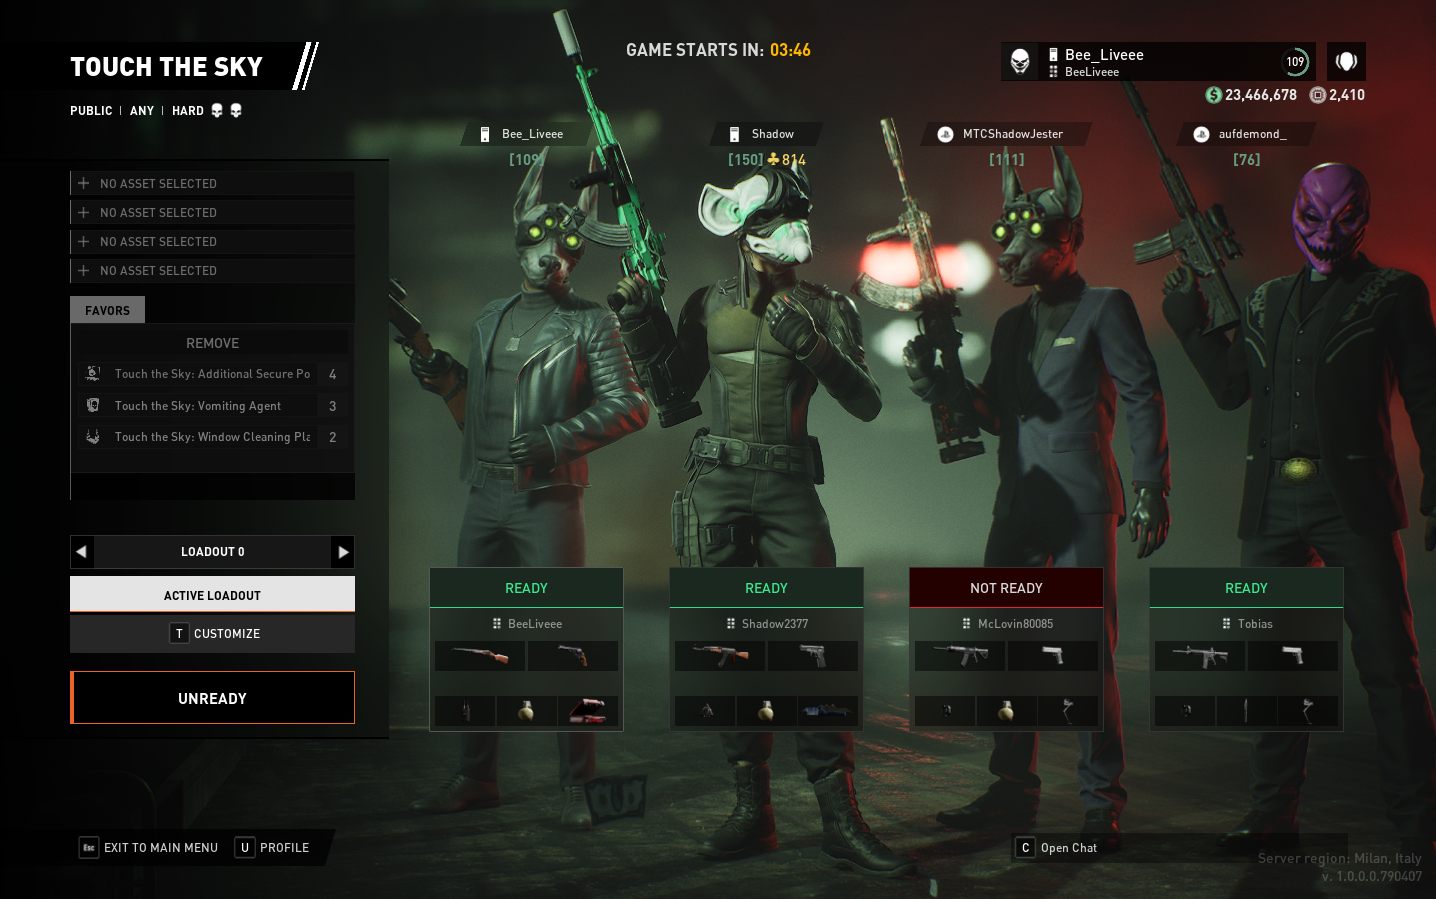 TOUCH THE SKY
PUBLIC | ANY | HARD
GAME STARTS IN: 03:46
Bee_Liveee
BeeLiveee
109
23,466,678 2,410
Bee_Liveee
[109]
Shadow
[150] 814
MTCShadowJester
[111]
aufdemond_
[76]
NO ASSET SELECTED
NO ASSET SELECTED
NO ASSET SELECTED
NO ASSET SELECTED
FAVORS
REMOVE
Touch the Sky: Additional Secure Po 4
Touch the Sky: Vomiting Agent 3
Touch the Sky: Window Cleaning Pla 2
LOADOUT 0
ACTIVE LOADOUT
T CUSTOMIZE
UNREADY
READY
BeeLiveee
READY
Shadow2377
NOT READY
McLovin80085
READY
Tobias
Esc EXIT TO MAIN MENU U PROFILE
C Open Chat
Server region: Milan, Italy
v. 1.0.0.0.790407